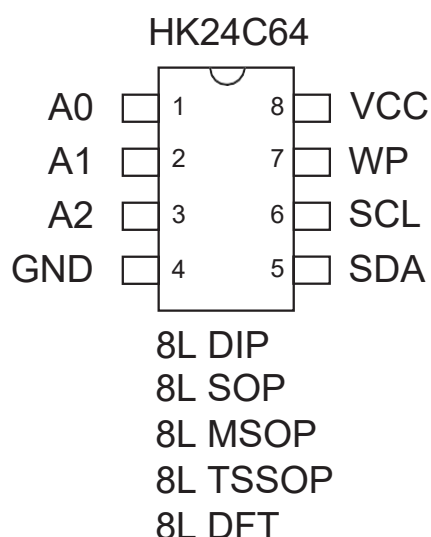 HK24C64
A0 1 8 VCC
A1 2 7 WP
A2 3 6 SCL
GND 4 5 SDA
8L DIP
8L SOP
8L MSOP
8L TSSOP
8L DFT